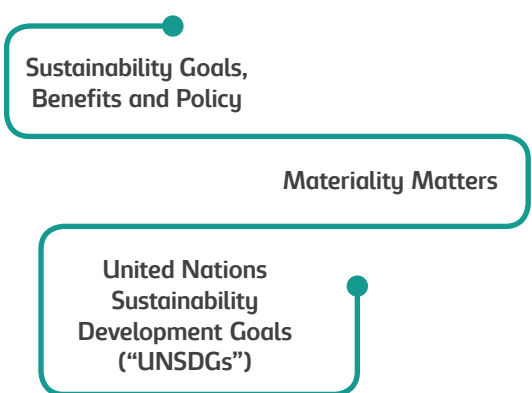 Sustainability Goals,
Benefits and Policy
Materiality Matters
United Nations
Sustainability
Development Goals
(“UNSDGs”)